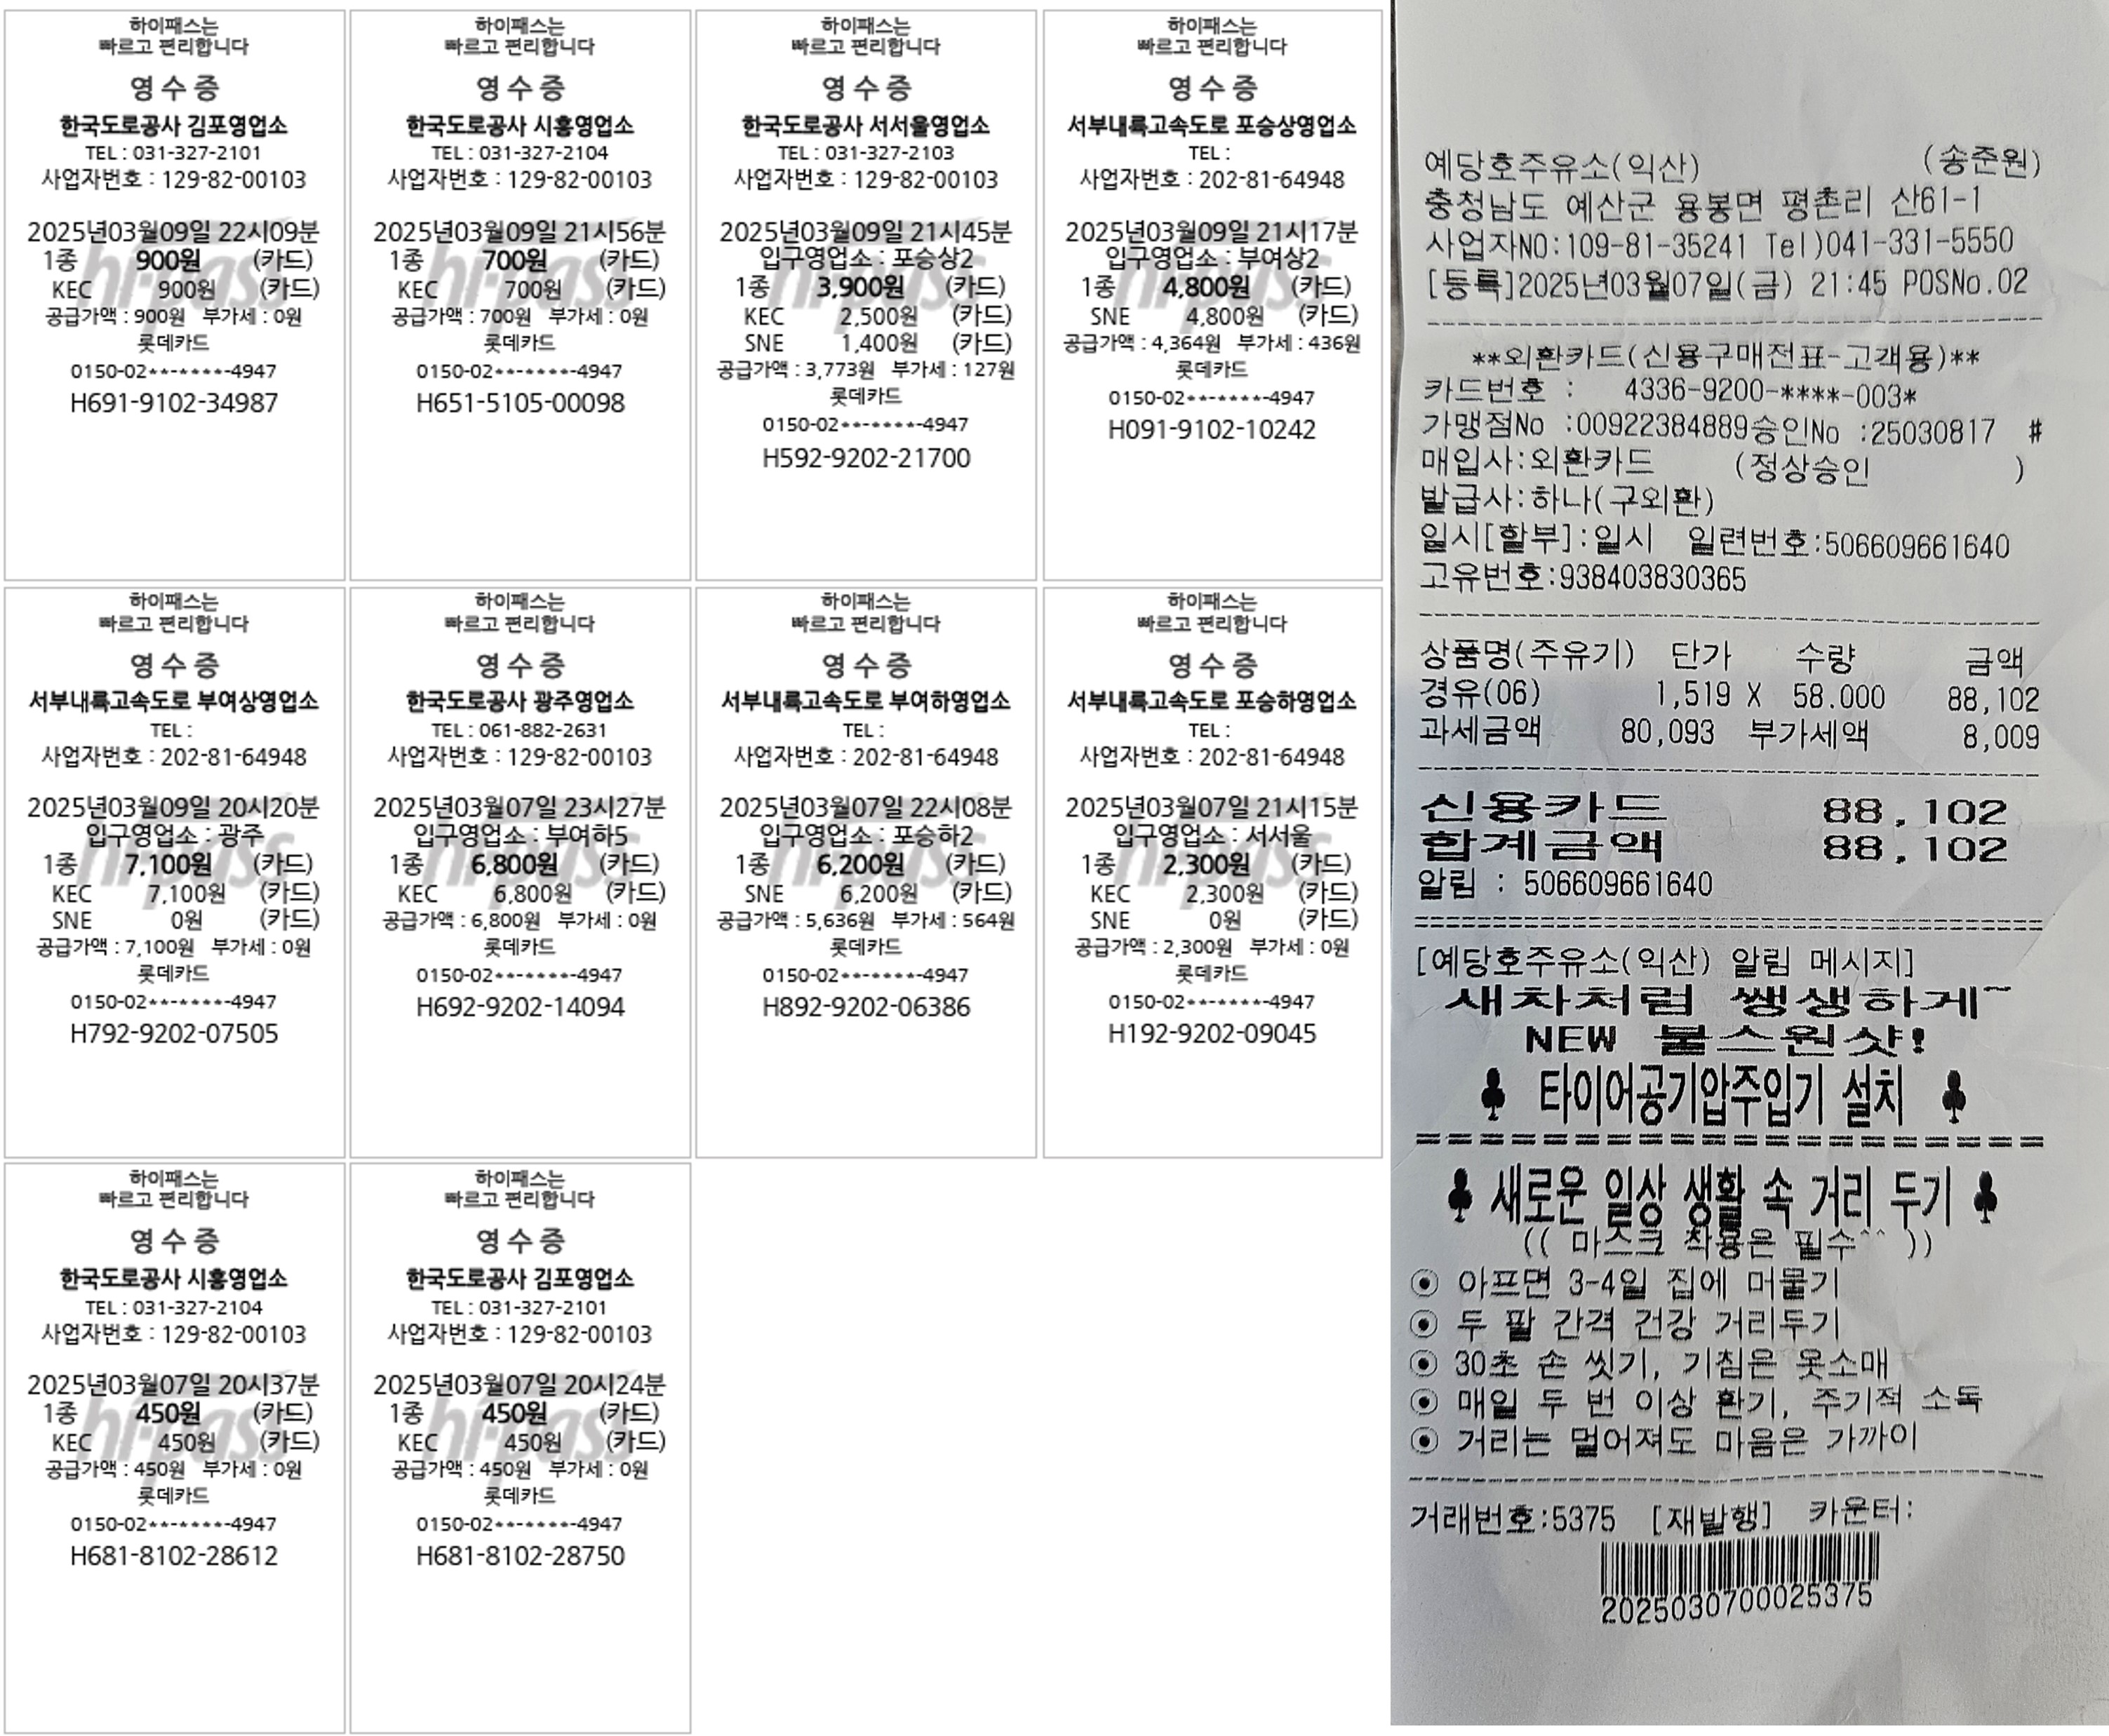 하이패스는
빠르고 편리합니다
영 수 증
한국도로공사 김포영업소
TEL : 031-327-2101
사업자번호 : 129-82-00103
2025년03월09일 22시09분
1종 900원 (카드)
KEC 900원 (카드)
공급가액 : 900원 부가세 : 0원
롯데카드
0150-02**-****-4947
H691-9102-34987
하이패스는
빠르고 편리합니다
영 수 증
한국도로공사 시흥영업소
TEL : 031-327-2104
사업자번호 : 129-82-00103
2025년03월09일 21시56분
1종 700원 (카드)
KEC 700원 (카드)
공급가액 : 700원 부가세 : 0원
롯데카드
0150-02**-****-4947
H651-5105-00098
하이패스는
빠르고 편리합니다
영 수 증
한국도로공사 서서울영업소
TEL : 031-327-2103
사업자번호 : 129-82-00103
2025년03월09일 21시45분
입구영업소 : 포승상2
1종 3,900원 (카드)
KEC 2,500원 (카드)
SNE 1,400원 (카드)
공급가액 : 3,773원 부가세 : 127원
롯데카드
0150-02**-****-4947
H592-9202-21700
하이패스는
빠르고 편리합니다
영 수 증
서부내륙고속도로 포승상영업소
TEL :
사업자번호 : 202-81-64948
2025년03월09일 21시17분
입구영업소 : 부여상2
1종 4,800원 (카드)
SNE 4,800원 (카드)
공급가액 : 4,364원 부가세 : 436원
롯데카드
0150-02**-****-4947
H091-9102-10242
하이패스는
빠르고 편리합니다
영 수 증
서부내륙고속도로 부여상영업소
TEL :
사업자번호 : 202-81-64948
2025년03월09일 20시20분
입구영업소 : 광주
1종 7,100원 (카드)
KEC 7,100원 (카드)
SNE 0원 (카드)
공급가액 : 7,100원 부가세 : 0원
롯데카드
0150-02**-****-4947
H792-9202-07505
하이패스는
빠르고 편리합니다
영 수 증
한국도로공사 광주영업소
TEL : 061-882-2631
사업자번호 : 129-82-00103
2025년03월07일 23시27분
입구영업소 : 부여하5
1종 6,800원 (카드)
KEC 6,800원 (카드)
공급가액 : 6,800원 부가세 : 0원
롯데카드
0150-02**-****-4947
H692-9202-14094
하이패스는
빠르고 편리합니다
영 수 증
서부내륙고속도로 부여하영업소
TEL :
사업자번호 : 202-81-64948
2025년03월07일 22시08분
입구영업소 : 포승하2
1종 6,200원 (카드)
SNE 6,200원 (카드)
공급가액 : 5,636원 부가세 : 564원
롯데카드
0150-02**-****-4947
H892-9202-06386
하이패스는
빠르고 편리합니다
영 수 증
서부내륙고속도로 포승하영업소
TEL :
사업자번호 : 202-81-64948
2025년03월07일 21시15분
입구영업소 : 서서울
1종 2,300원 (카드)
KEC 2,300원 (카드)
SNE 0원 (카드)
공급가액 : 2,300원 부가세 : 0원
롯데카드
0150-02**-****-4947
H192-9202-09045
하이패스는
빠르고 편리합니다
영 수 증
한국도로공사 시흥영업소
TEL : 031-327-2104
사업자번호 : 129-82-00103
2025년03월07일 20시37분
1종 450원 (카드)
KEC 450원 (카드)
공급가액 : 450원 부가세 : 0원
롯데카드
0150-02**-****-4947
H681-8102-28612
하이패스는
빠르고 편리합니다
영 수 증
한국도로공사 김포영업소
TEL : 031-327-2101
사업자번호 : 129-82-00103
2025년03월07일 20시24분
1종 450원 (카드)
KEC 450원 (카드)
공급가액 : 450원 부가세 : 0원
롯데카드
0150-02**-****-4947
H681-8102-28750
예당호주유소(익산) (송준원)
충청남도 예산군 응봉면 평촌리 산61-1
사업자NO:109-81-35241 Tel)041-331-5550
[등록]2025년03월07일(금) 21:45 POSNo.02
**외환카드(신용구매전표-고객용)**
카드번호 : 4336-9200-****-003*
가맹점No :00922384889승인No :25030817 #
매입사:외환카드 (정상승인 )
발급사:하나(구외환)
일시[할부]:일시 일련번호:506609661640
고유번호:938403830365
상품명(주유기) 단가 수량 금액
경유(06) 1,519 X 58.000 88,102
과세금액 80,093 부가세액 8,009
신용카드 88,102
합계금액 88,102
알림 : 506609661640
[예당호주유소(익산) 알림 메시지]
새차처럼 쌩생하게~
NEW 불스원샷!
♣ 타이어공기압주입기 설치 ♣
♣ 새로운 일상 생활 속 거리 두기 ♣
(( 마스크 착용은 필수^^ ))
◉ 아프면 3-4일 집에 머물기
◉ 두 팔 간격 건강 거리두기
◉ 30초 손 씻기, 기침은 옷소매
◉ 매일 두 번 이상 환기, 주기적 소독
◉ 거리는 멀어져도 마음은 가까이
거래번호:5375 [재발행] 카운터:
2025030700025375